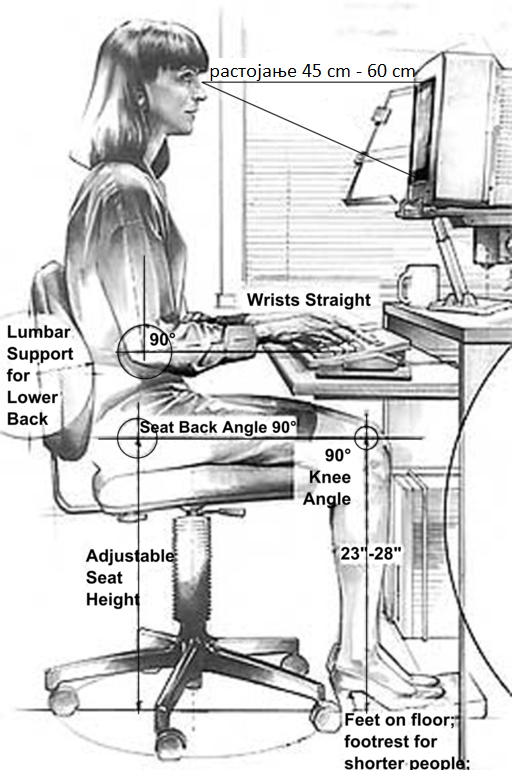 растојање 45 cm - 60 cm
Wrists Straight
90°
Lumbar
Support
for
Lower
Back
Seat Back Angle 90°
90°
Knee
Angle
23"-28"
Adjustable
Seat
Height
Feet on floor;
footrest for
shorter people;